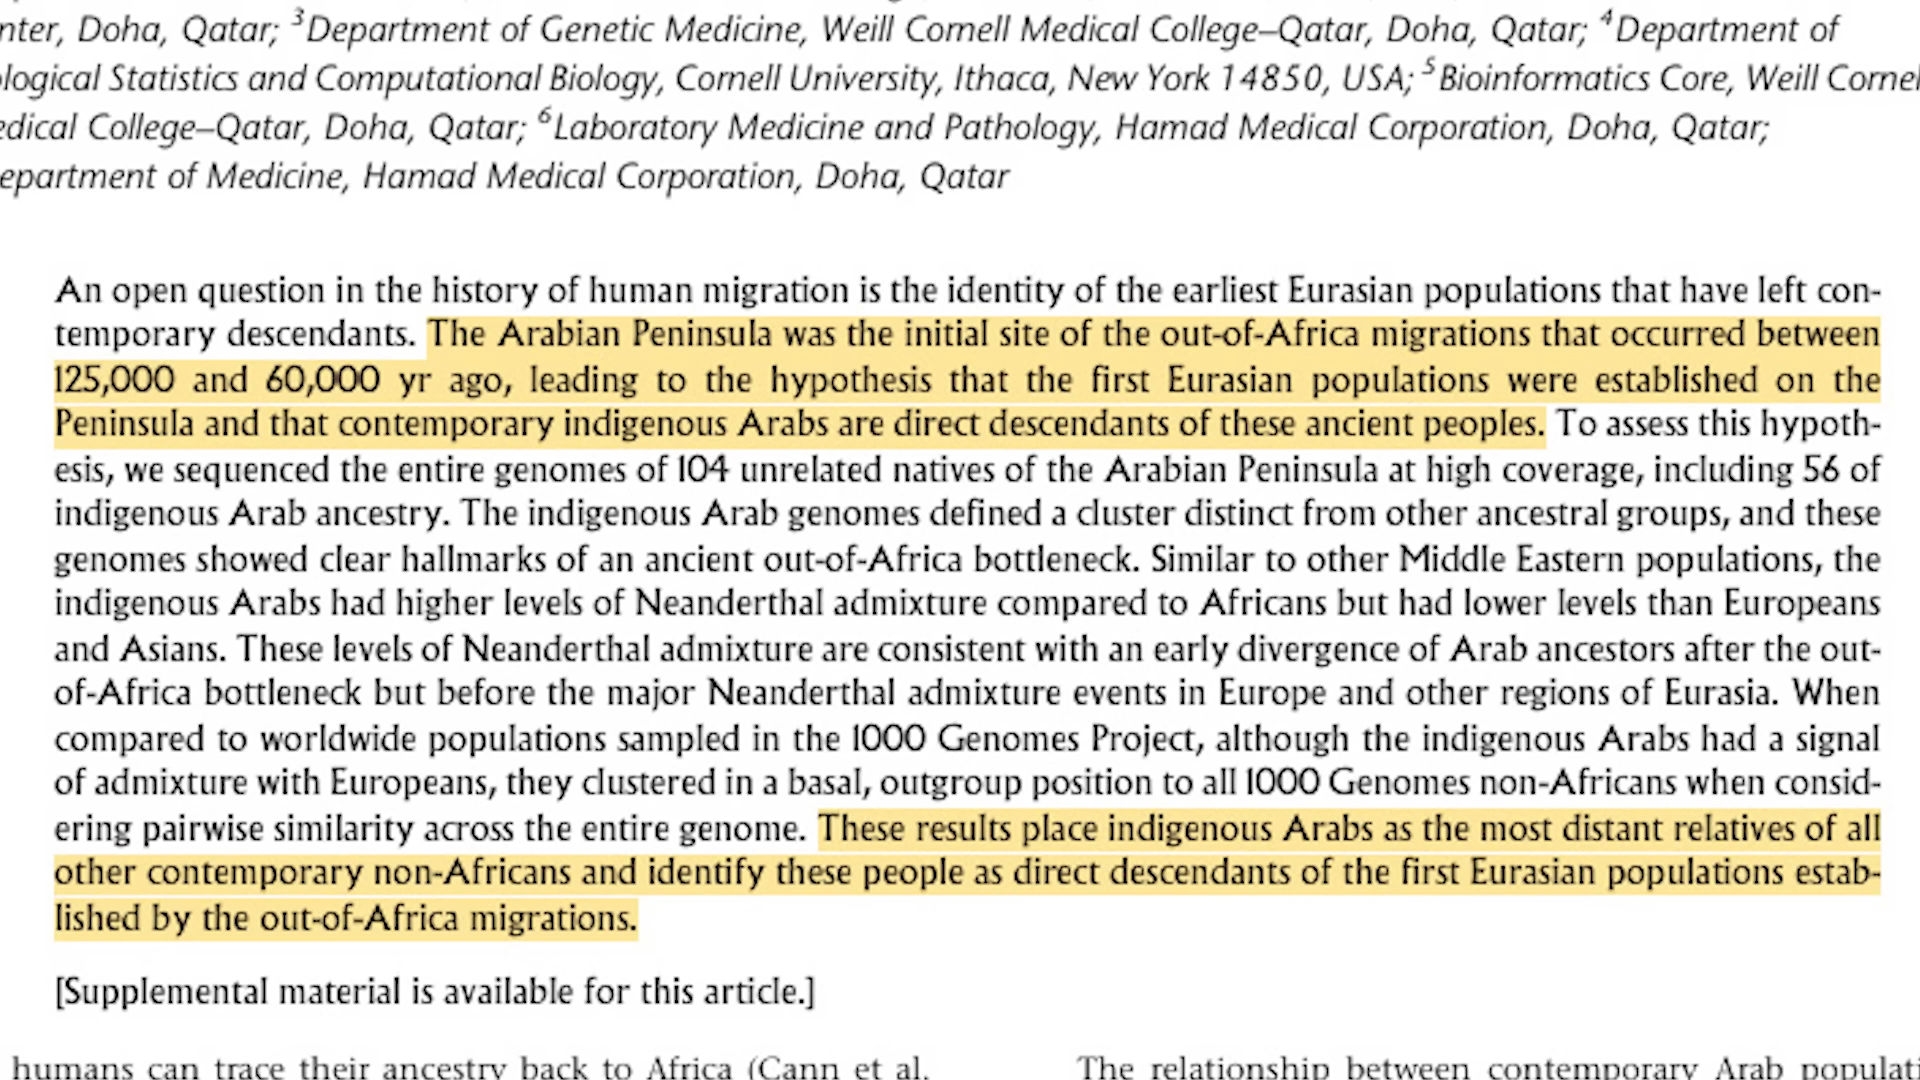 nter, Doha, Qatar; ³Department of Genetic Medicine, Weill Cornell Medical College–Qatar, Doha, Qatar; ⁴Department of
ological Statistics and Computational Biology, Cornell University, Ithaca, New York 14850, USA; ⁵Bioinformatics Core, Weill Cornel
edical College–Qatar, Doha, Qatar; ⁶Laboratory Medicine and Pathology, Hamad Medical Corporation, Doha, Qatar;
epartment of Medicine, Hamad Medical Corporation, Doha, Qatar
An open question in the history of human migration is the identity of the earliest Eurasian populations that have left con-
temporary descendants. The Arabian Peninsula was the initial site of the out-of-Africa migrations that occurred between
125,000 and 60,000 yr ago, leading to the hypothesis that the first Eurasian populations were established on the
Peninsula and that contemporary indigenous Arabs are direct descendants of these ancient peoples. To assess this hypoth-
esis, we sequenced the entire genomes of 104 unrelated natives of the Arabian Peninsula at high coverage, including 56 of
indigenous Arab ancestry. The indigenous Arab genomes defined a cluster distinct from other ancestral groups, and these
genomes showed clear hallmarks of an ancient out-of-Africa bottleneck. Similar to other Middle Eastern populations, the
indigenous Arabs had higher levels of Neanderthal admixture compared to Africans but had lower levels than Europeans
and Asians. These levels of Neanderthal admixture are consistent with an early divergence of Arab ancestors after the out-
of-Africa bottleneck but before the major Neanderthal admixture events in Europe and other regions of Eurasia. When
compared to worldwide populations sampled in the 1000 Genomes Project, although the indigenous Arabs had a signal
of admixture with Europeans, they clustered in a basal, outgroup position to all 1000 Genomes non-Africans when consid-
ering pairwise similarity across the entire genome. These results place indigenous Arabs as the most distant relatives of all
other contemporary non-Africans and identify these people as direct descendants of the first Eurasian populations estab-
lished by the out-of-Africa migrations.
[Supplemental material is available for this article.]
humans can trace their ancestry back to Africa (Cann et al.
The relationship between contemporary Arab populati